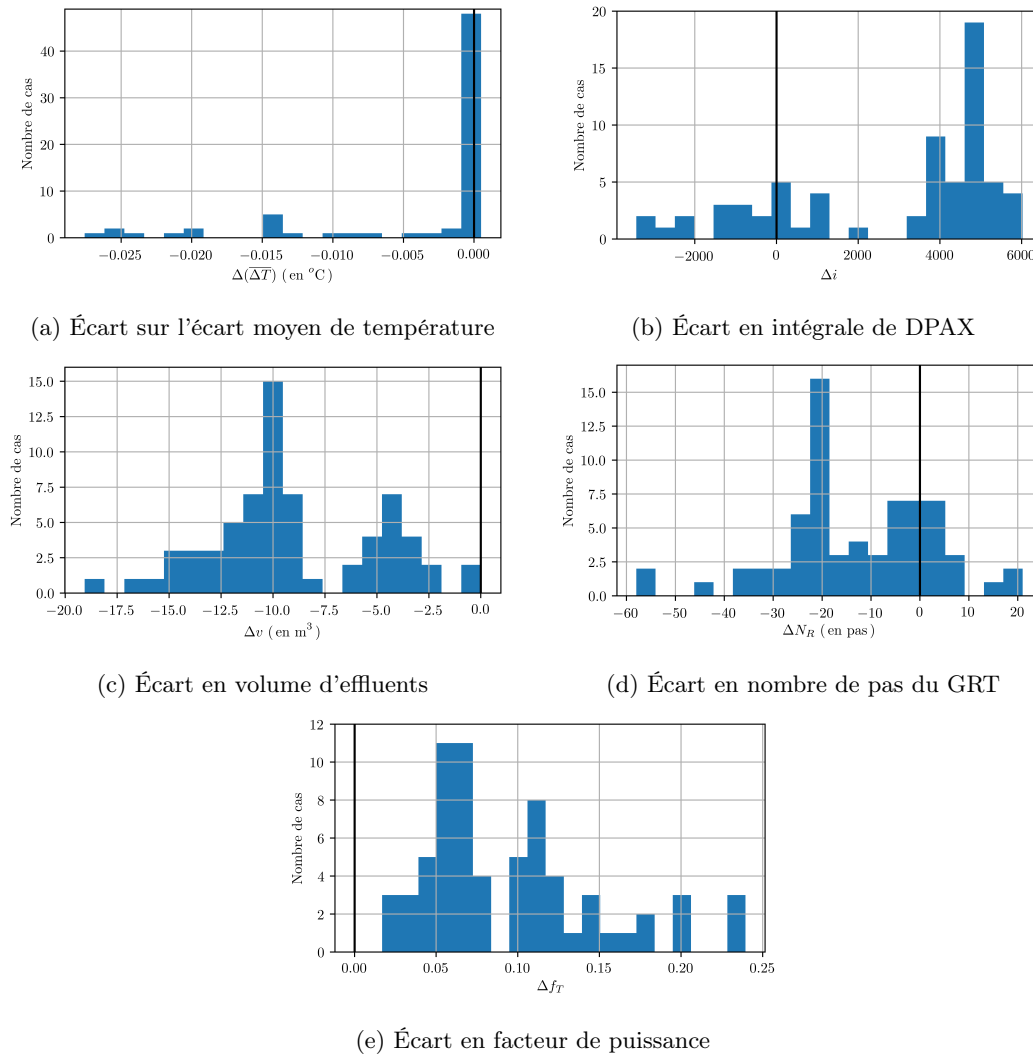 40
30
20
10
0
Nombre de cas
−0.025 −0.020 −0.015 −0.010 −0.005 0.000
Δ(\overline{ΔT}) (en °C)
(a) Écart sur l'écart moyen de température
20
15
10
5
0
Nombre de cas
−2000 0 2000 4000 6000
Δi
(b) Écart en intégrale de DPAX
15.0
12.5
10.0
7.5
5.0
2.5
0.0
Nombre de cas
−20.0 −17.5 −15.0 −12.5 −10.0 −7.5 −5.0 −2.5 0.0
Δv (en m³)
(c) Écart en volume d'effluents
15.0
12.5
10.0
7.5
5.0
2.5
0.0
Nombre de cas
−60 −50 −40 −30 −20 −10 0 10 20
ΔN_R (en pas)
(d) Écart en nombre de pas du GRT
12
10
8
6
4
2
0
Nombre de cas
0.00 0.05 0.10 0.15 0.20 0.25
Δf_T
(e) Écart en facteur de puissance